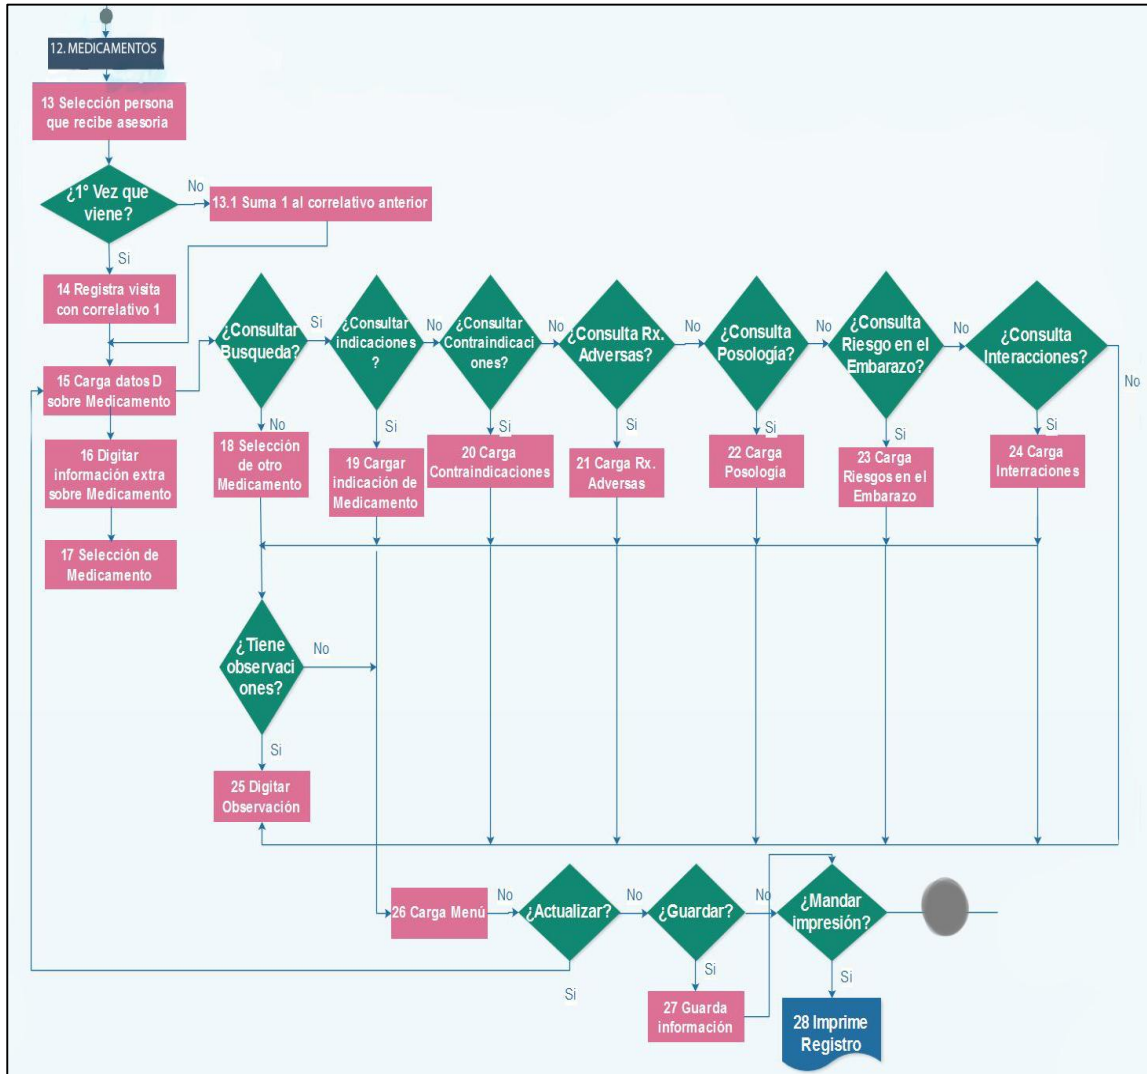 12. MEDICAMENTOS
13 Selección persona
que recibe asesoria
¿1° Vez que
viene?
No
13.1 Suma 1 al correlativo anterior
Si
14 Registra visita
con correlativo 1
15 Carga datos D
sobre Medicamento
16 Digitar
información extra
sobre Medicamento
17 Selección de
Medicamento
¿Consultar
Busqueda?
Si
No
18 Selección
de otro
Medicamento
¿Consultar
indicaciones
?
No
Si
19 Cargar
indicación de
Medicamento
¿Consultar
Contraindicaci
ones?
No
Si
20 Carga
Contraindicaciones
¿Consulta Rx.
Adversas?
No
Si
21 Carga Rx.
Adversas
¿Consulta
Posología?
No
Si
22 Carga
Posología
¿Consulta
Riesgo en el
Embarazo?
No
Si
23 Carga
Riesgos en el
Embarazo
¿Consulta
Interacciones?
No
Si
24 Carga
Interraciones
¿Tiene
observaci
ones?
No
Si
25 Digitar
Observación
26 Carga Menú
No
¿Actualizar?
Si
No
¿Guardar?
Si
27 Guarda
información
No
¿Mandar
impresión?
Si
28 Imprime
Registro